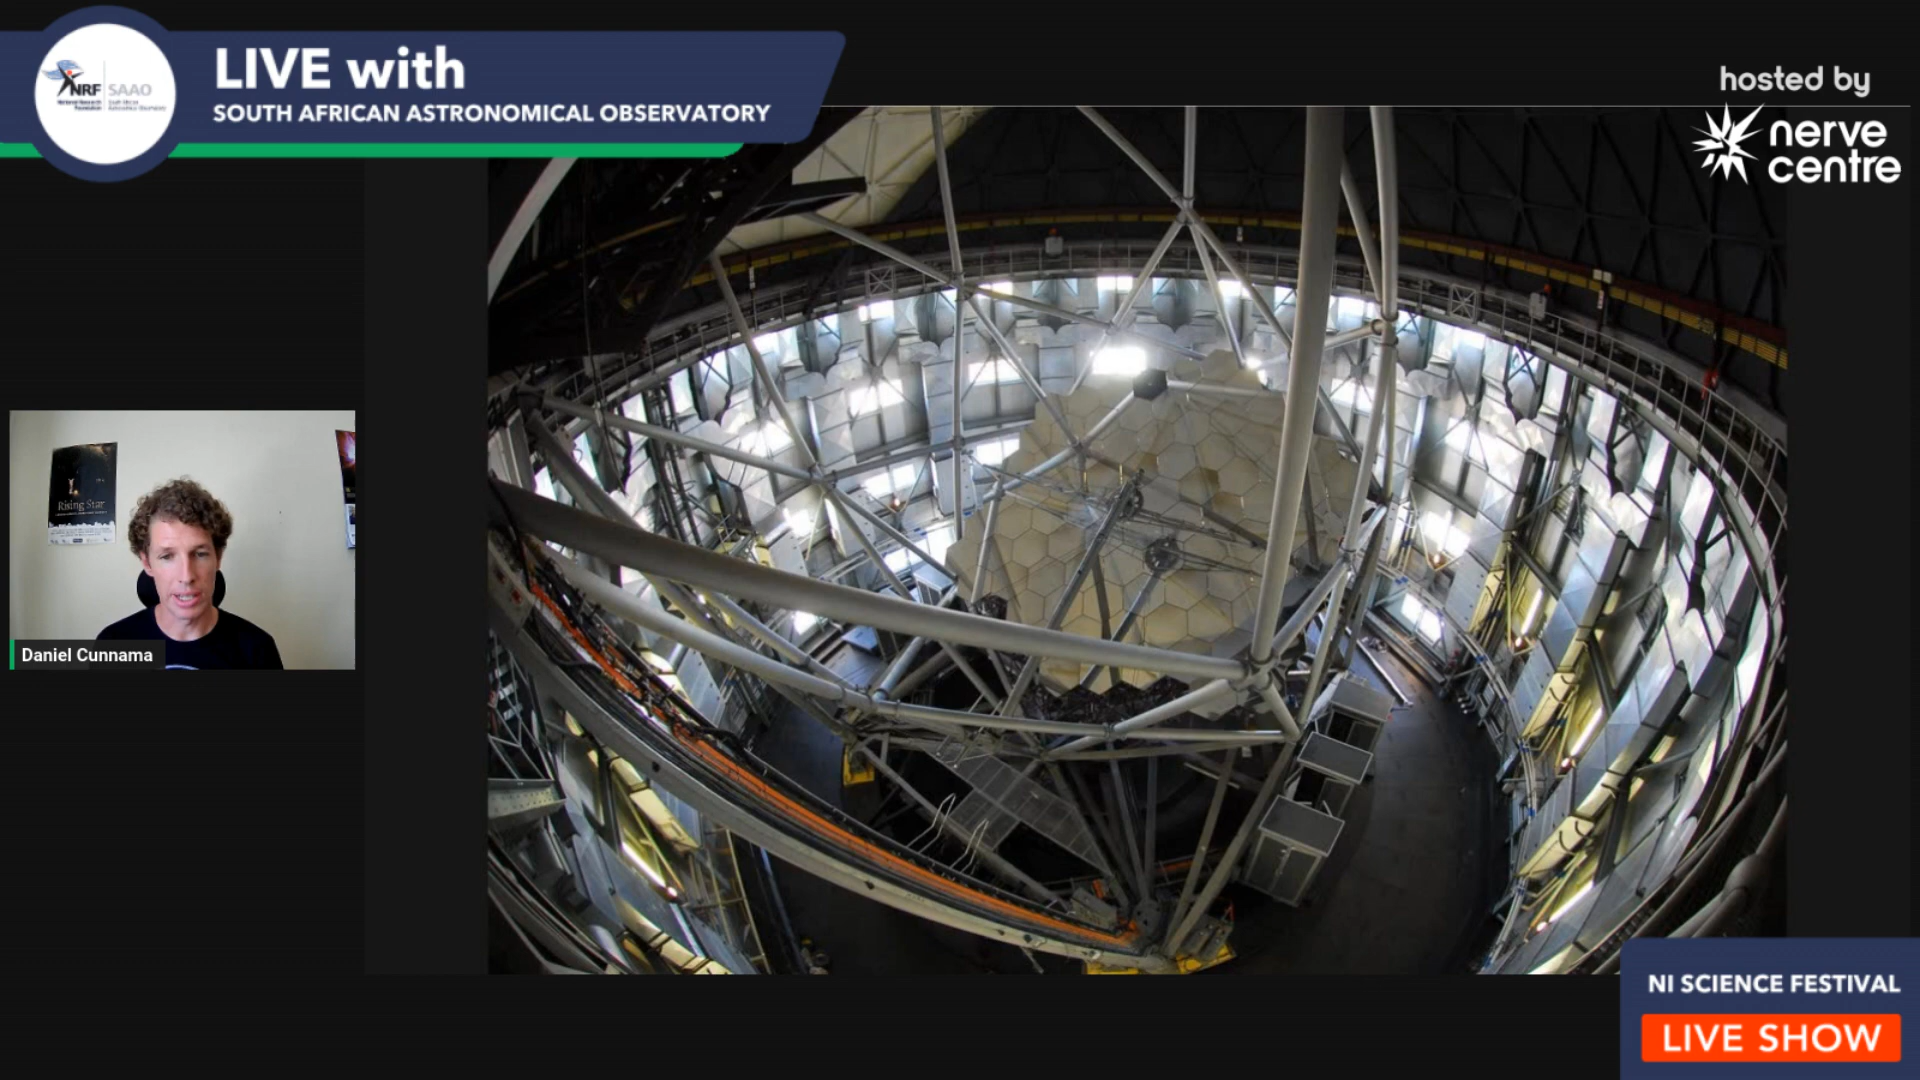 LIVE with
SOUTH AFRICAN ASTRONOMICAL OBSERVATORY
NRF
SAAO
hosted by
nerve
centre
Rising Star
Daniel Cunnama
NI SCIENCE FESTIVAL
LIVE SHOW